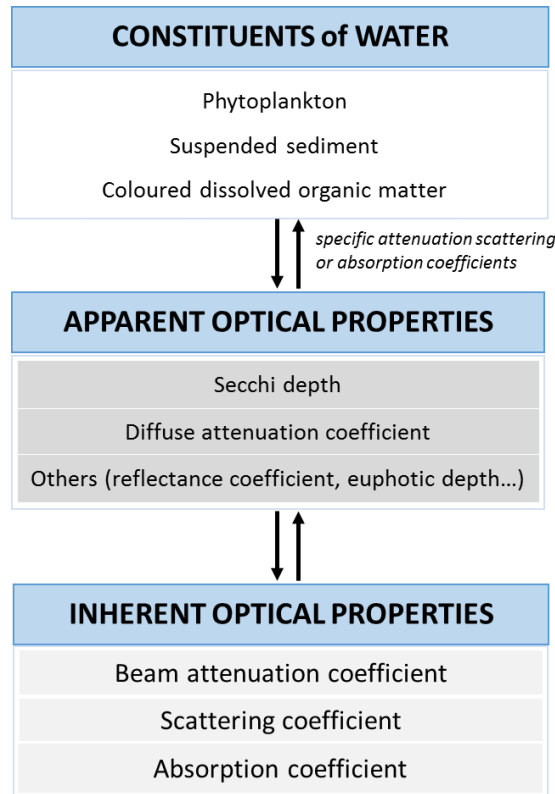 CONSTITUENTS of WATER
Phytoplankton
Suspended sediment
Coloured dissolved organic matter
specific attenuation scattering
or absorption coefficients
APPARENT OPTICAL PROPERTIES
Secchi depth
Diffuse attenuation coefficient
Others (reflectance coefficient, euphotic depth…)
INHERENT OPTICAL PROPERTIES
Beam attenuation coefficient
Scattering coefficient
Absorption coefficient